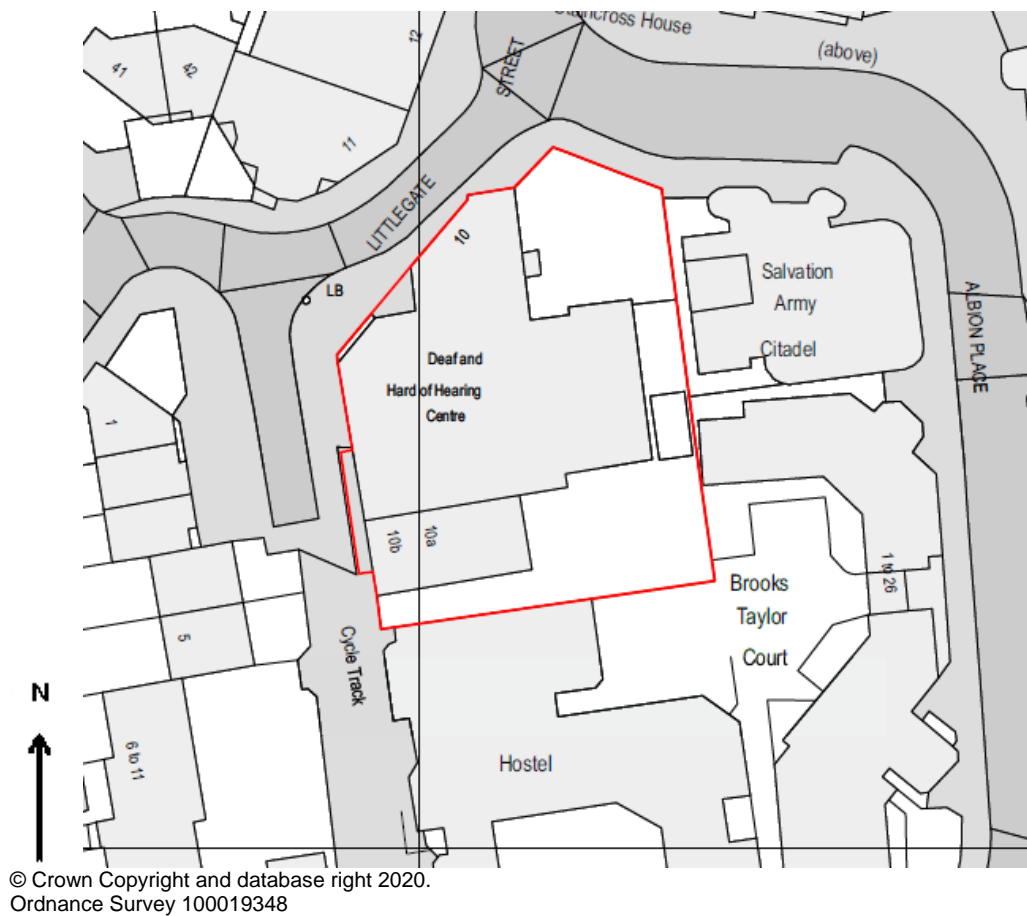 House
(above)
12
STREET
41
42
11
LITTLEGATE
10
LB
Salvation
Army
Citadel
ALBION PLACE
Deaf and
Hard of Hearing
Centre
1
10b
10a
1 to 26
Brooks
Taylor
Court
5
Cycle Track
N
6 to 11
Hostel
© Crown Copyright and database right 2020.
Ordnance Survey 100019348